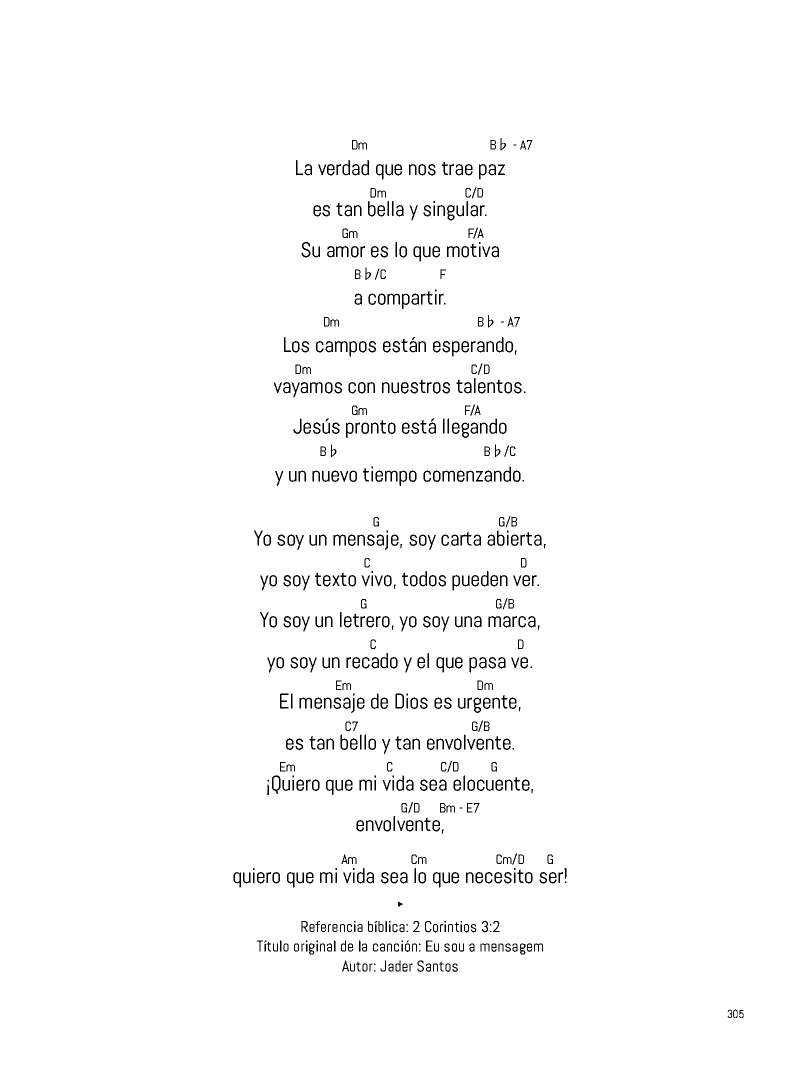 Dm B♭ - A7
La verdad que nos trae paz
Dm C/D
es tan bella y singular.
Gm F/A
Su amor es lo que motiva
B♭/C F
a compartir.
Dm B♭ - A7
Los campos están esperando,
Dm C/D
vayamos con nuestros talentos.
Gm F/A
Jesús pronto está llegando
B♭ B♭/C
y un nuevo tiempo comenzando.
G G/B
Yo soy un mensaje, soy carta abierta,
C D
yo soy texto vivo, todos pueden ver.
G G/B
Yo soy un letrero, yo soy una marca,
C D
yo soy un recado y el que pasa ve.
Em Dm
El mensaje de Dios es urgente,
C7 G/B
es tan bello y tan envolvente.
Em C C/D G
¡Quiero que mi vida sea elocuente,
G/D Bm - E7
envolvente,
Am Cm Cm/D G
quiero que mi vida sea lo que necesito ser!
Referencia bíblica: 2 Corintios 3:2
Título original de la canción: Eu sou a mensagem
Autor: Jader Santos
305